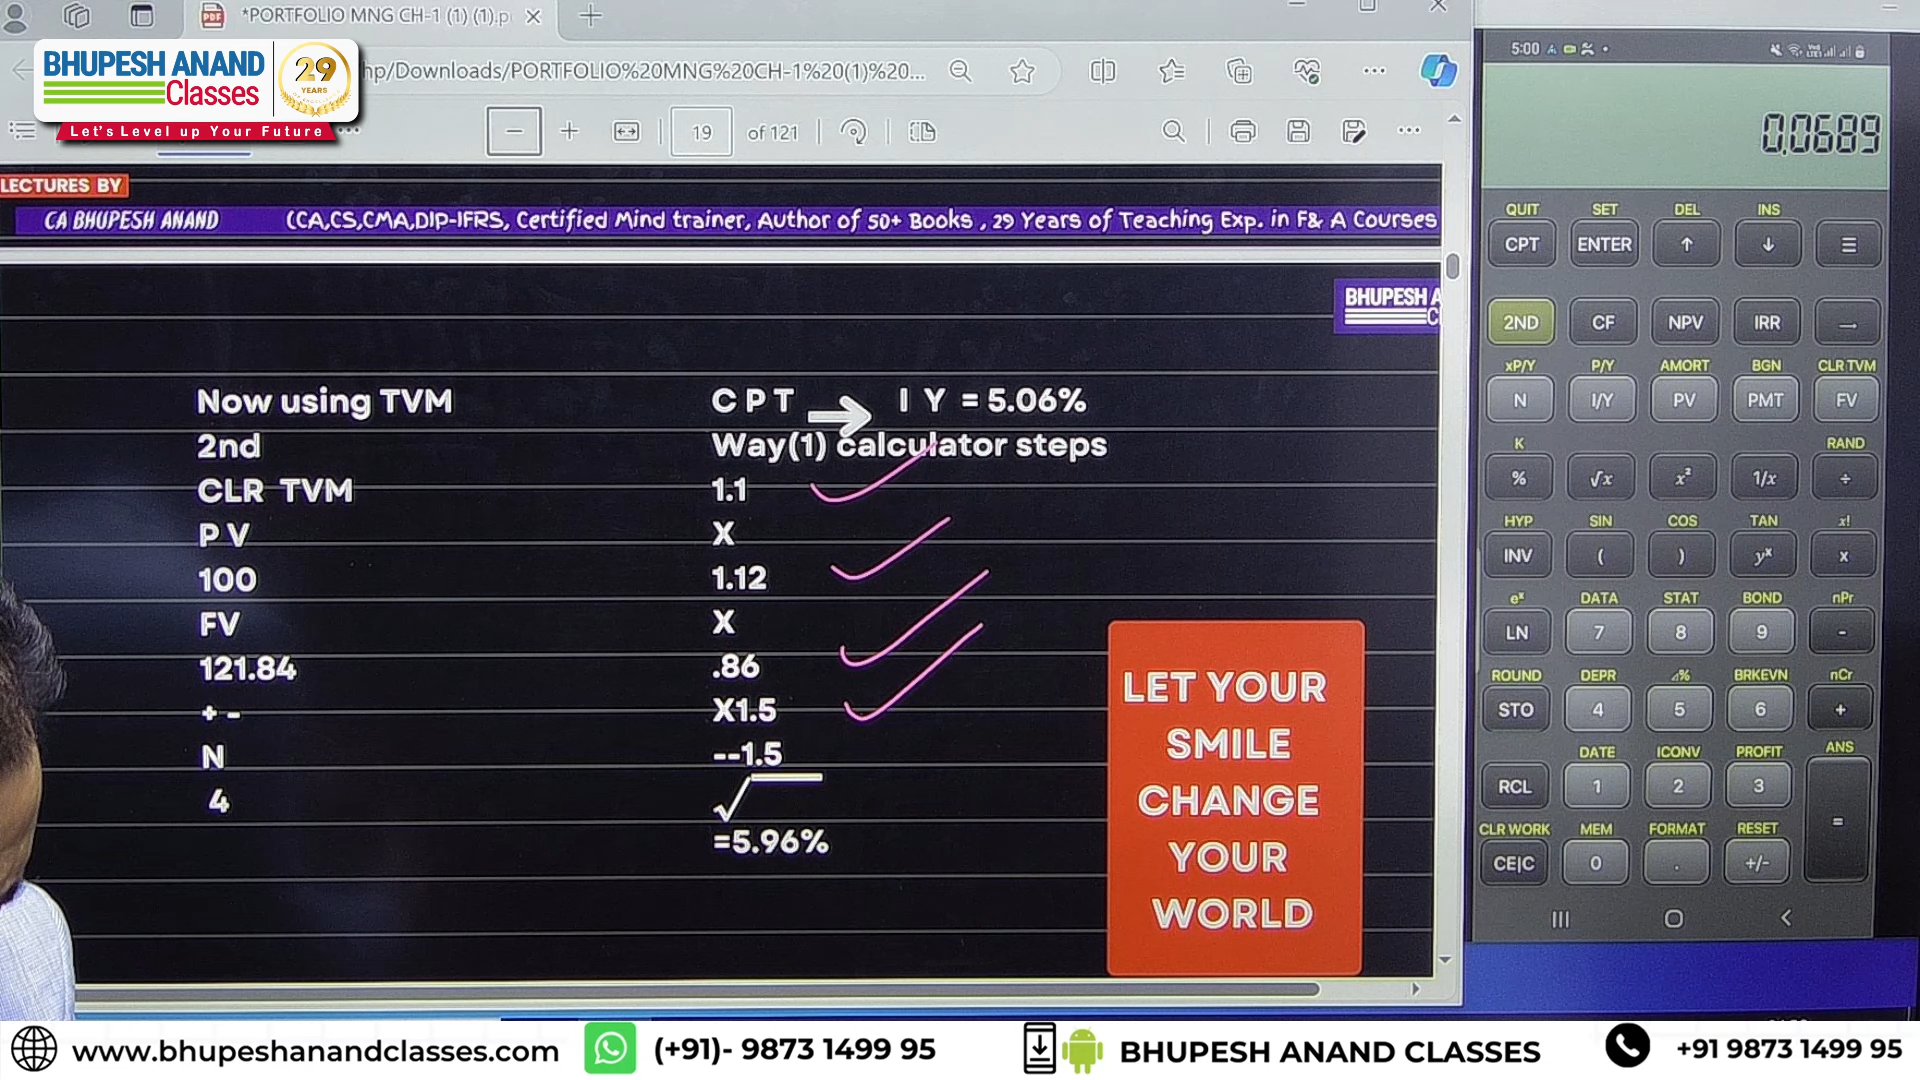 *PORTFOLIO MNG CH-1 (1) (1).p
BHUPESH ANAND
Classes
29
YEARS
Let's Level up Your Future
hp/Downloads/PORTFOLIO%20MNG%20CH-1%20(1)%20...
19 of 121
LECTURES BY
CA BHUPESH ANAND (CA,CS,CMA,DIP-IFRS, Certified Mind trainer, Author of 50+ Books , 29 Years of Teaching Exp. in F& A Courses
BHUPESH A
Now using TVM
2nd
CLR TVM
P V
100
FV
121.84
+ -
N
4
C P T → I Y = 5.06%
Way(1) calculator steps
1.1
X
1.12
X
.86
X1.5
--1.5
√
=5.96%
LET YOUR
SMILE
CHANGE
YOUR
WORLD
5:00
0.0689
QUIT SET DEL INS
CPT ENTER ↑ ↓ ☰
2ND CF NPV IRR →
xP/Y P/Y AMORT BGN CLR TVM
N I/Y PV PMT FV
K RAND
% √x x² 1/x ÷
HYP SIN COS TAN x!
INV ( ) yˣ x
eˣ DATA STAT BOND nPr
LN 7 8 9 -
ROUND DEPR ⊿% BRKEVN nCr
STO 4 5 6 +
DATE ICONV PROFIT ANS
RCL 1 2 3 =
CLR WORK MEM FORMAT RESET
CE|C 0 . +/-
www.bhupeshanandclasses.com (+91)- 9873 1499 95 BHUPESH ANAND CLASSES +91 9873 1499 95